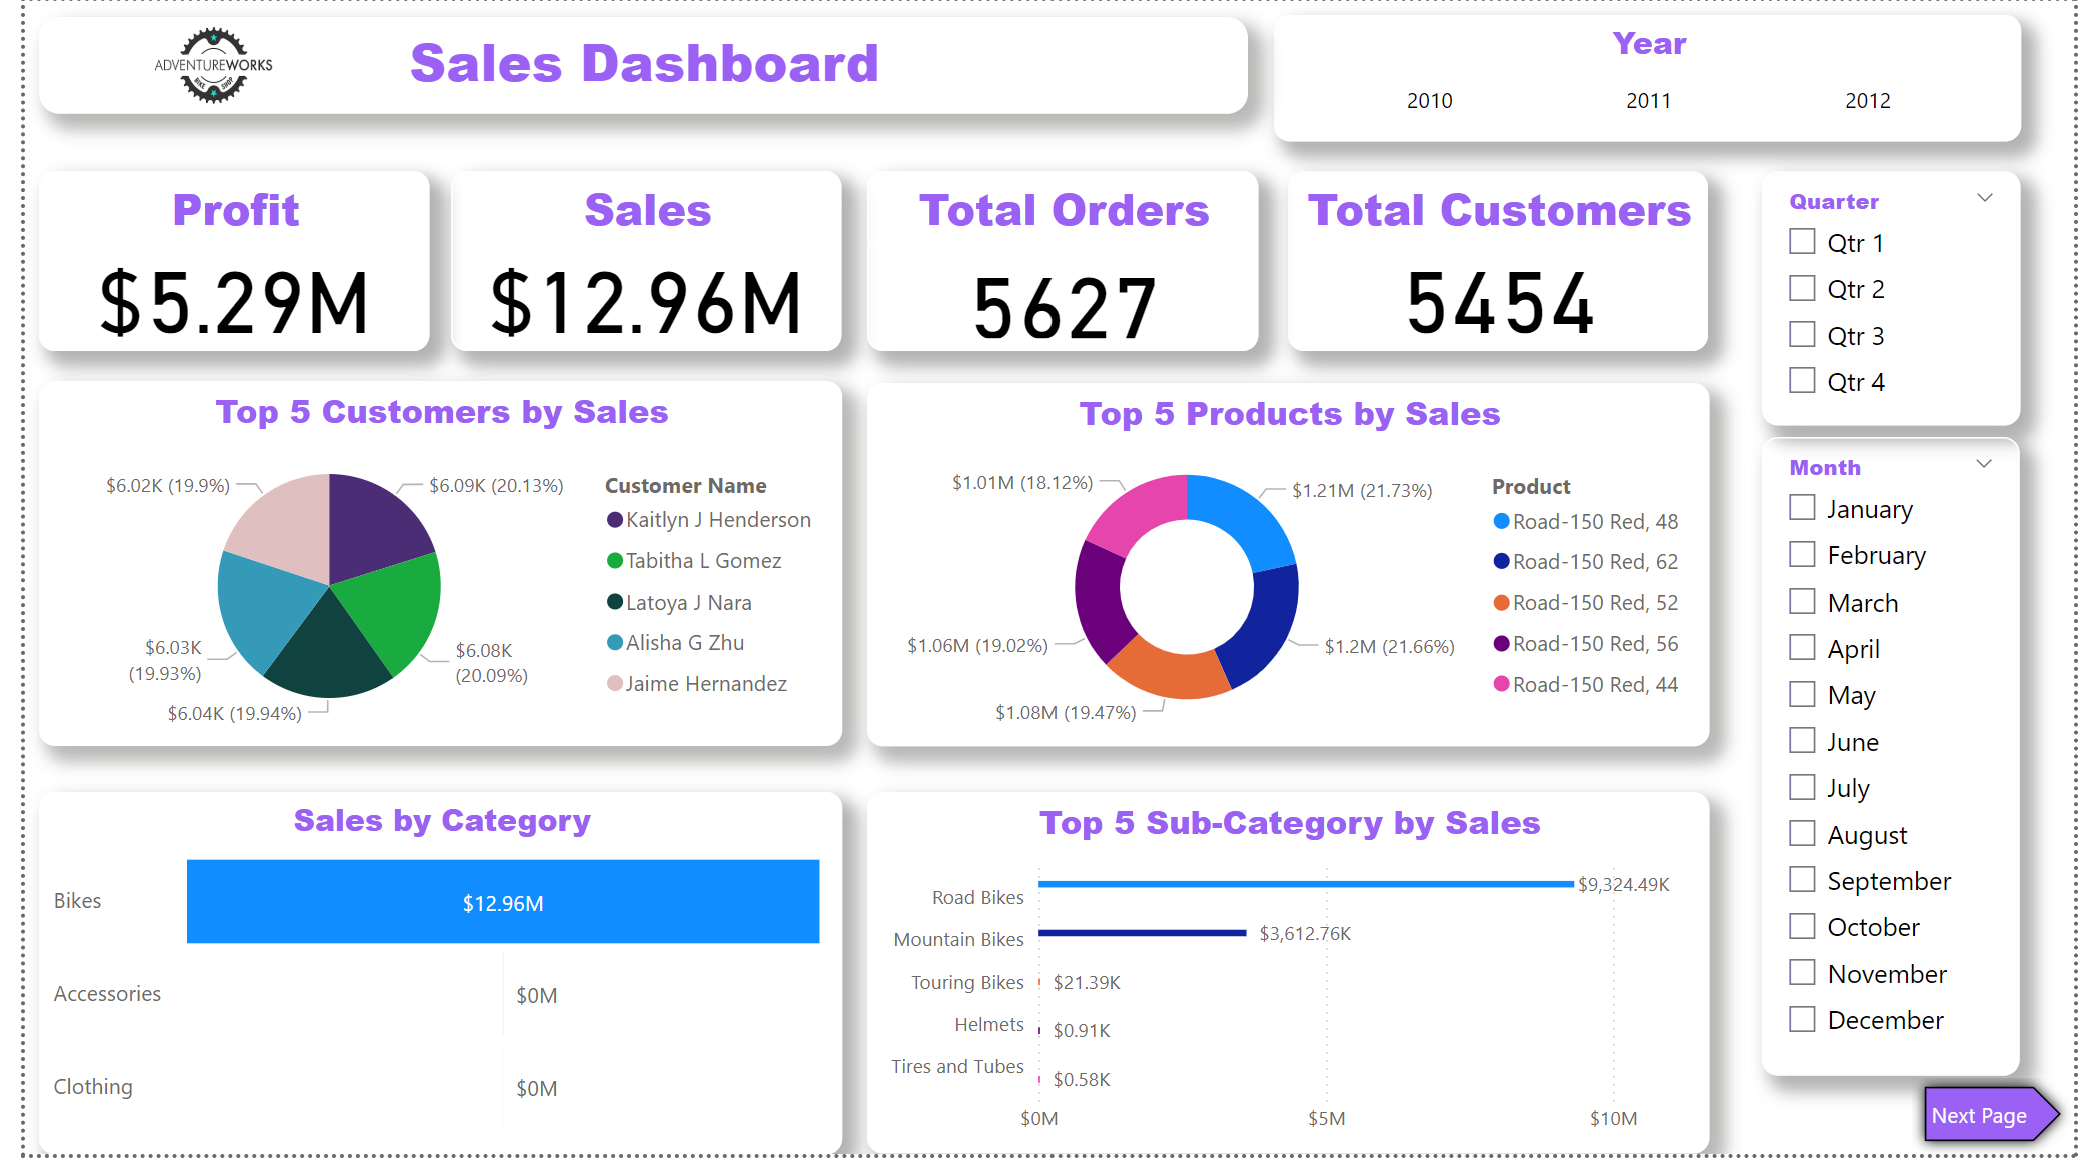 ADVENTUREWORKS
BIKE SHOP
Sales Dashboard
Year
2010 2011 2012
Profit
$5.29M
Sales
$12.96M
Total Orders
5627
Total Customers
5454
Quarter
Qtr 1
Qtr 2
Qtr 3
Qtr 4
Top 5 Customers by Sales
$6.02K (19.9%)
$6.09K (20.13%)
$6.03K
(19.93%)
$6.08K
(20.09%)
$6.04K (19.94%)
Customer Name
Kaitlyn J Henderson
Tabitha L Gomez
Latoya J Nara
Alisha G Zhu
Jaime Hernandez
Top 5 Products by Sales
$1.01M (18.12%)
$1.21M (21.73%)
$1.06M (19.02%)
$1.2M (21.66%)
$1.08M (19.47%)
Product
Road-150 Red, 48
Road-150 Red, 62
Road-150 Red, 52
Road-150 Red, 56
Road-150 Red, 44
Month
January
February
March
April
May
June
July
August
September
October
November
December
Sales by Category
Bikes $12.96M
Accessories $0M
Clothing $0M
Top 5 Sub-Category by Sales
Road Bikes $9,324.49K
Mountain Bikes $3,612.76K
Touring Bikes $21.39K
Helmets $0.91K
Tires and Tubes $0.58K
$0M $5M $10M
Next Page